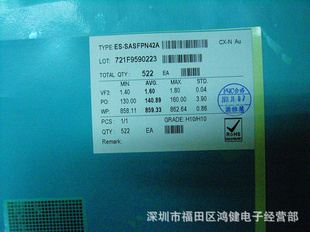 TYPE: ES-SASFPN42A CX-N Au
LOT: 721F9590223
TOTAL QTY: 522 EA
MIN. AVG. MAX. STD.
VF2: 1.40 1.60 1.80 0.04
PO: 130.00 140.89 160.00 3.90
WP: 858.11 859.33 862.64 0.86
PCS : 1/1 GRADE: H10/H10
QTY : 522 EA
Remark:
RoHS
深圳市福田区鸿健电子经营部